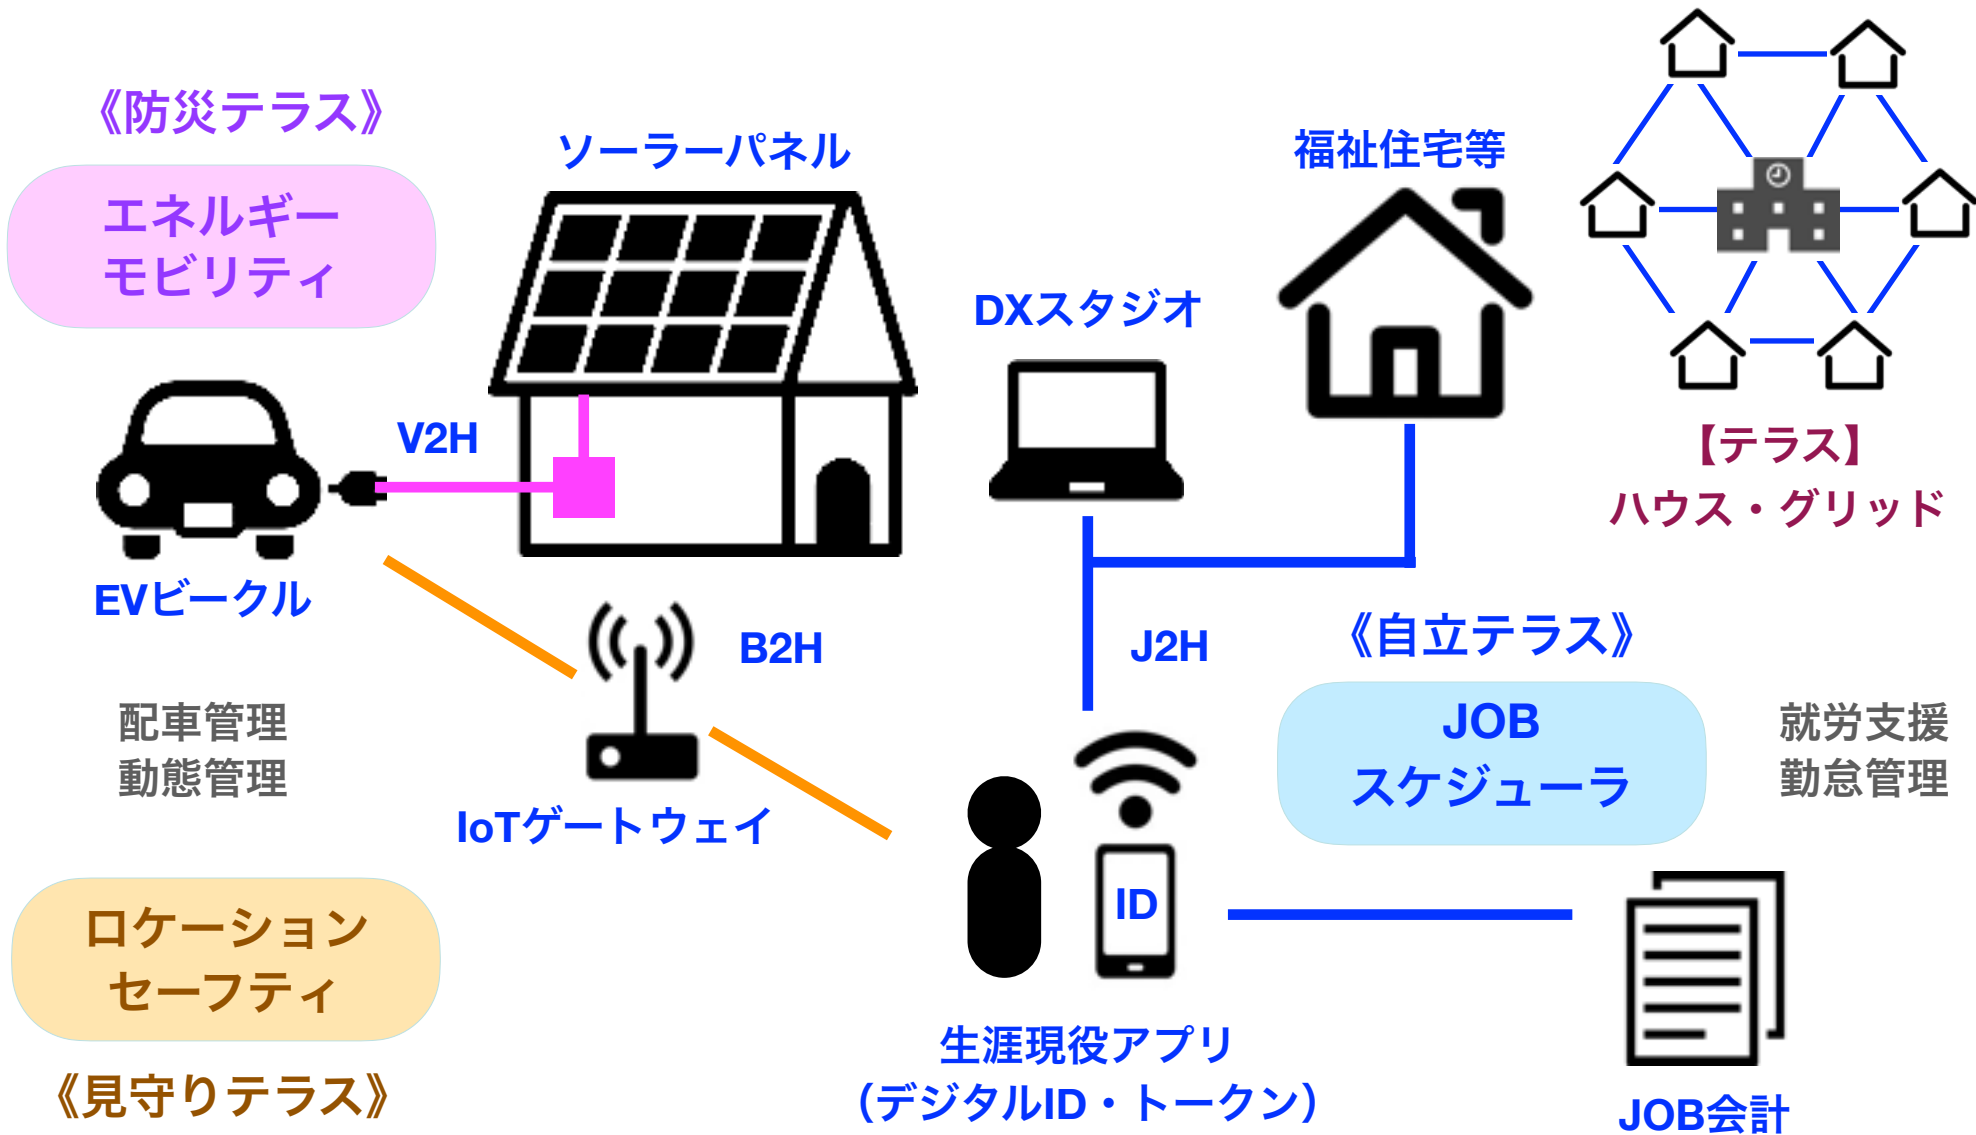 《防災テラス》
エネルギー
モビリティ
ソーラーパネル
福祉住宅等
DXスタジオ
V2H
【テラス】
ハウス・グリッド
EVビークル
B2H
J2H
《自立テラス》
JOB
スケジューラ
配車管理
動態管理
就労支援
勤怠管理
IoTゲートウェイ
ID
ロケーション
セーフティ
《見守りテラス》
生涯現役アプリ
（デジタルID・トークン）
JOB会計